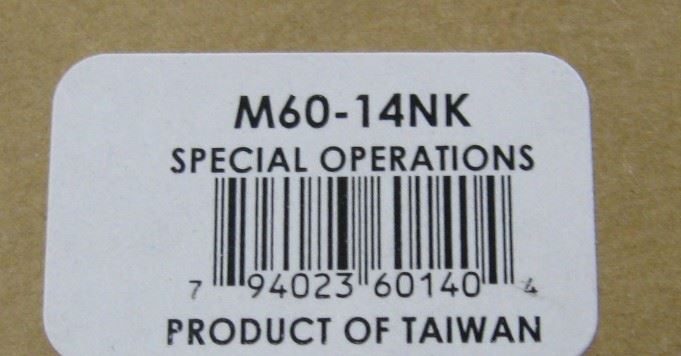 M60-14NK
SPECIAL OPERATIONS
7 94023 60140 4
PRODUCT OF TAIWAN